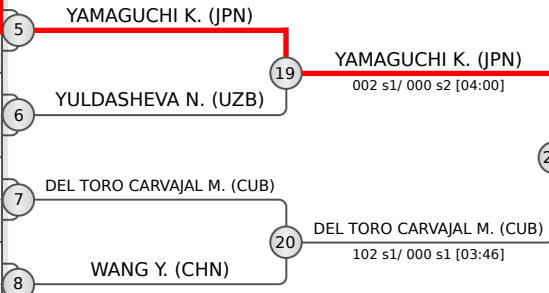 YAMAGUCHI K. (JPN)
5
YAMAGUCHI K. (JPN)
19
002 s1/ 000 s2 [04:00]
YULDASHEVA N. (UZB)
6
2
DEL TORO CARVAJAL M. (CUB)
7
DEL TORO CARVAJAL M. (CUB)
20
102 s1/ 000 s1 [03:46]
WANG Y. (CHN)
8